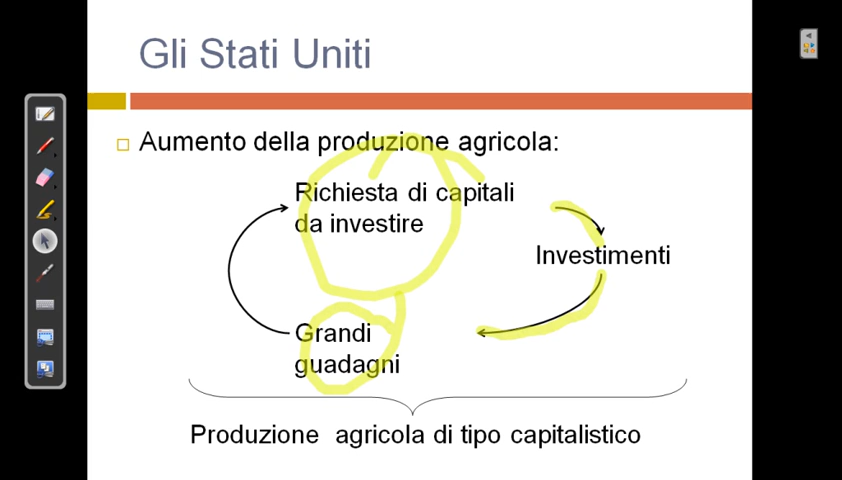 Gli Stati Uniti
Aumento della produzione agricola:
Richiesta di capitali
da investire
Investimenti
Grandi
guadagni
Produzione agricola di tipo capitalistico